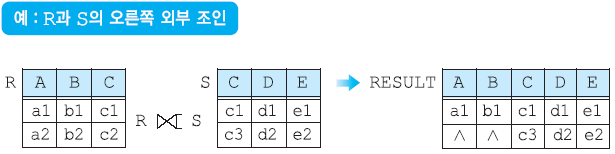 예 : R과 S의 오른쪽 외부 조인
R A B C S C D E RESULT A B C D E
a1 b1 c1 c1 d1 e1 a1 b1 c1 d1 e1
a2 b2 c2 R ⟖ S c3 d2 e2 ∧ ∧ c3 d2 e2